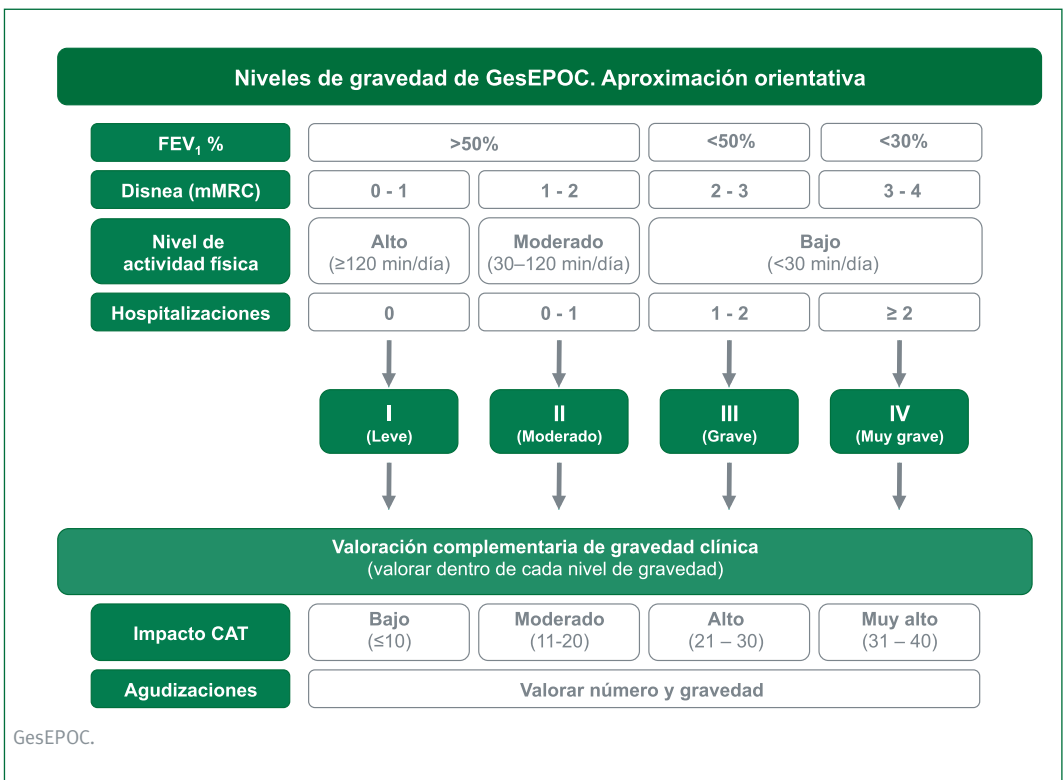 Niveles de gravedad de GesEPOC. Aproximación orientativa
FEV₁ % >50% <50% <30%
Disnea (mMRC) 0 - 1 1 - 2 2 - 3 3 - 4
Nivel de Alto Moderado Bajo
actividad física (≥120 min/día) (30–120 min/día) (<30 min/día)
Hospitalizaciones 0 0 - 1 1 - 2 ≥ 2
I II III IV
(Leve) (Moderado) (Grave) (Muy grave)
Valoración complementaria de gravedad clínica
(valorar dentro de cada nivel de gravedad)
Impacto CAT Bajo Moderado Alto Muy alto
(≤10) (11-20) (21 – 30) (31 – 40)
Agudizaciones Valorar número y gravedad
GesEPOC.